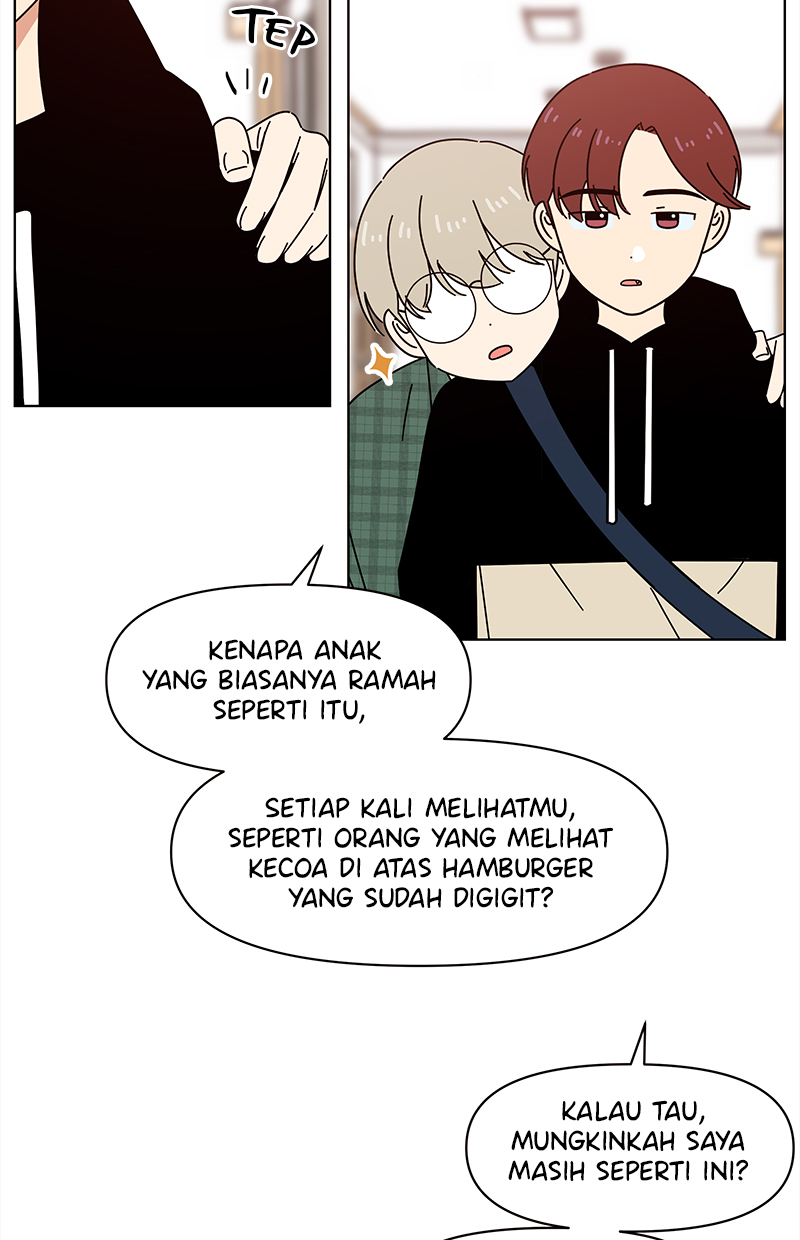 TEP
KENAPA ANAK
YANG BIASANYA RAMAH
SEPERTI ITU,
SETIAP KALI MELIHATMU,
SEPERTI ORANG YANG MELIHAT
KECOA DI ATAS HAMBURGER
YANG SUDAH DIGIGIT?
KALAU TAU,
MUNGKINKAH SAYA
MASIH SEPERTI INI?